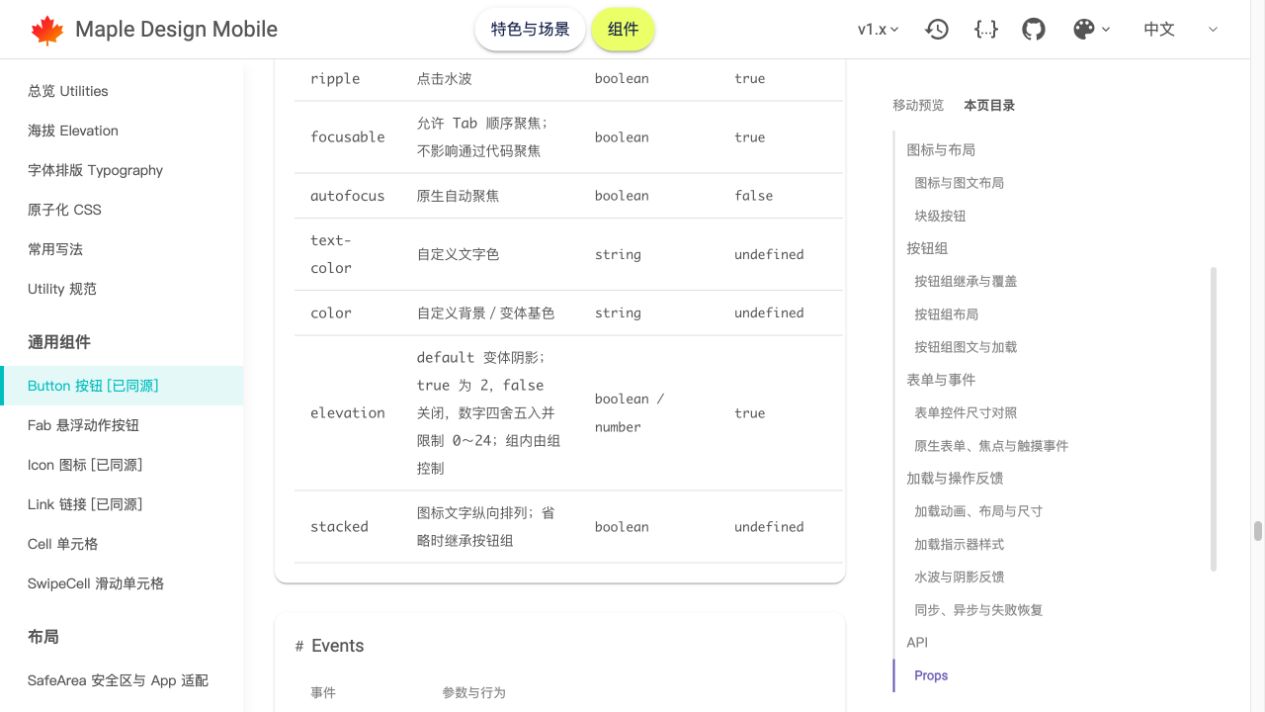 Maple Design Mobile
特色与场景 组件
v1.x 中文
总览 Utilities
海拔 Elevation
字体排版 Typography
原子化 CSS
常用写法
Utility 规范
通用组件
Button 按钮 [已同源]
Fab 悬浮动作按钮
Icon 图标 [已同源]
Link 链接 [已同源]
Cell 单元格
SwipeCell 滑动单元格
布局
SafeArea 安全区与 App 适配
ripple 点击水波 boolean true
focusable 允许 Tab 顺序聚焦；
不影响通过代码聚焦 boolean true
autofocus 原生自动聚焦 boolean false
text-
color 自定义文字色 string undefined
color 自定义背景 / 变体基色 string undefined
elevation default 变体阴影；
true 为 2，false
关闭，数字四舍五入并
限制 0～24；组内由组
控制
boolean /
number
true
stacked 图标文字纵向排列；省
略时继承按钮组 boolean undefined
# Events
事件 参数与行为
移动预览 本页目录
图标与布局
图标与图文布局
块级按钮
按钮组
按钮组继承与覆盖
按钮组布局
按钮组图文与加载
表单与事件
表单控件尺寸对照
原生表单、焦点与触摸事件
加载与操作反馈
加载动画、布局与尺寸
加载指示器样式
水波与阴影反馈
同步、异步与失败恢复
API
Props